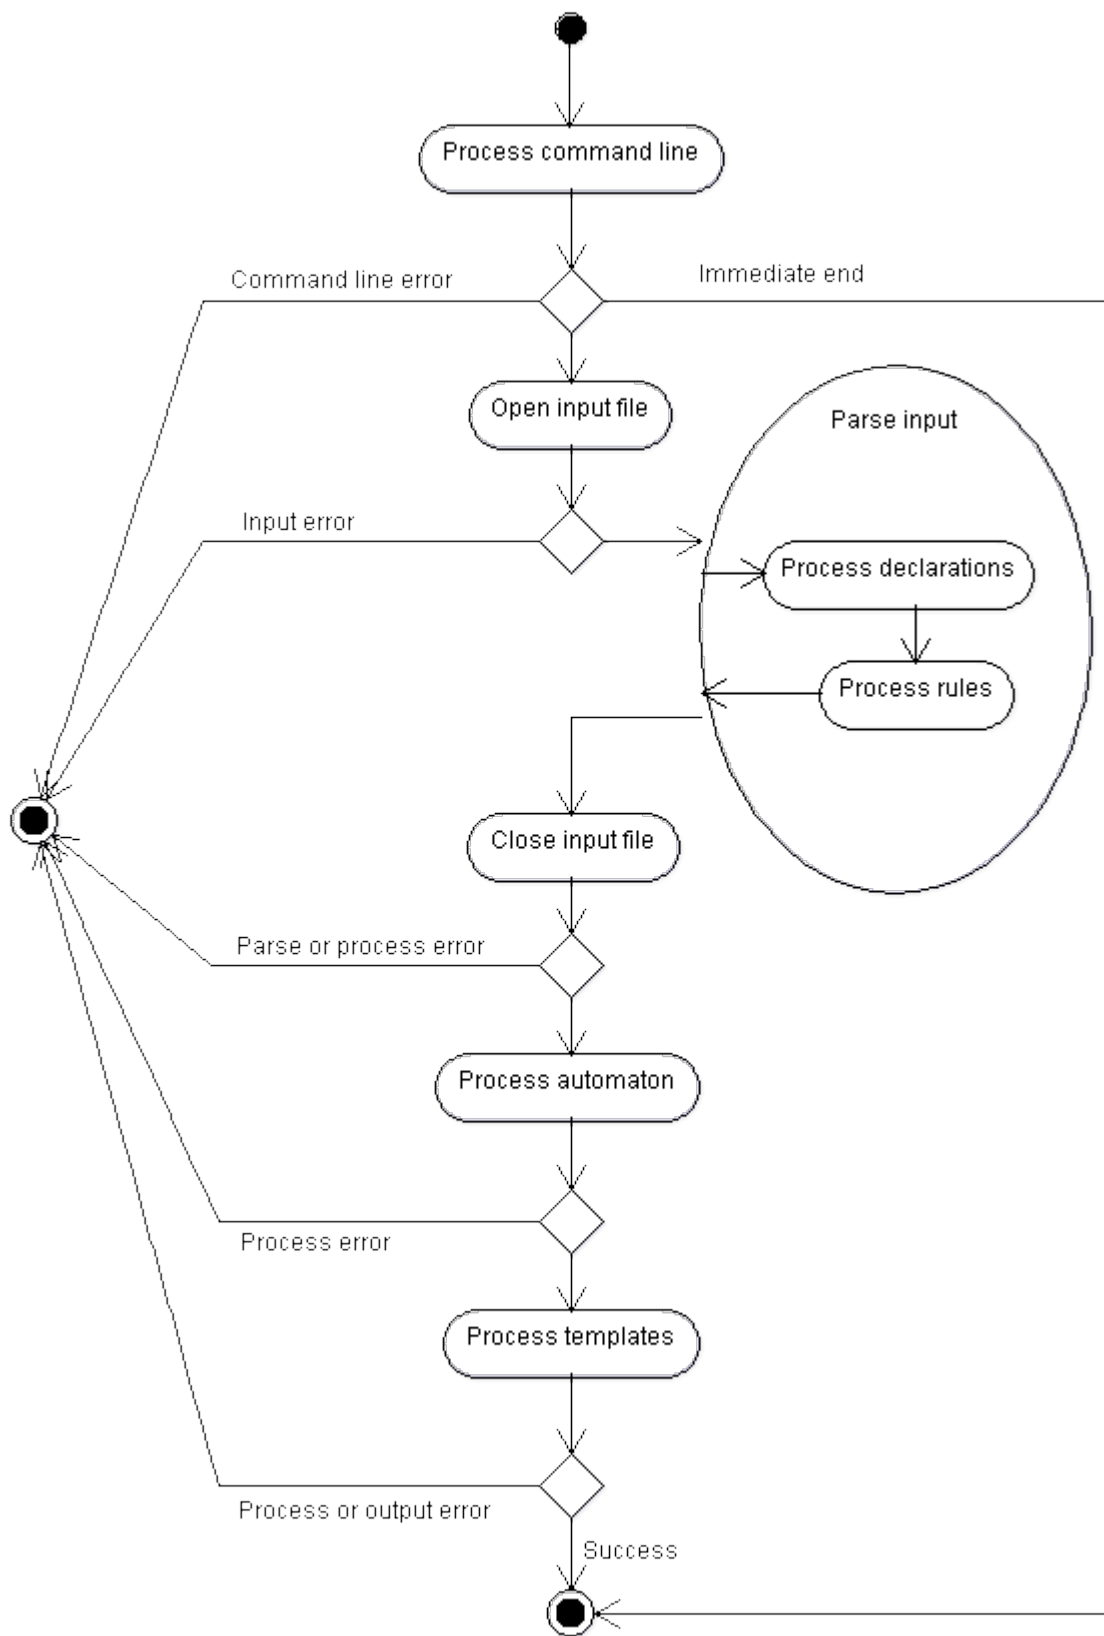 Process command line
Command line error
Immediate end
Open input file
Parse input
Input error
Process declarations
Process rules
Close input file
Parse or process error
Process automaton
Process error
Process templates
Process or output error
Success